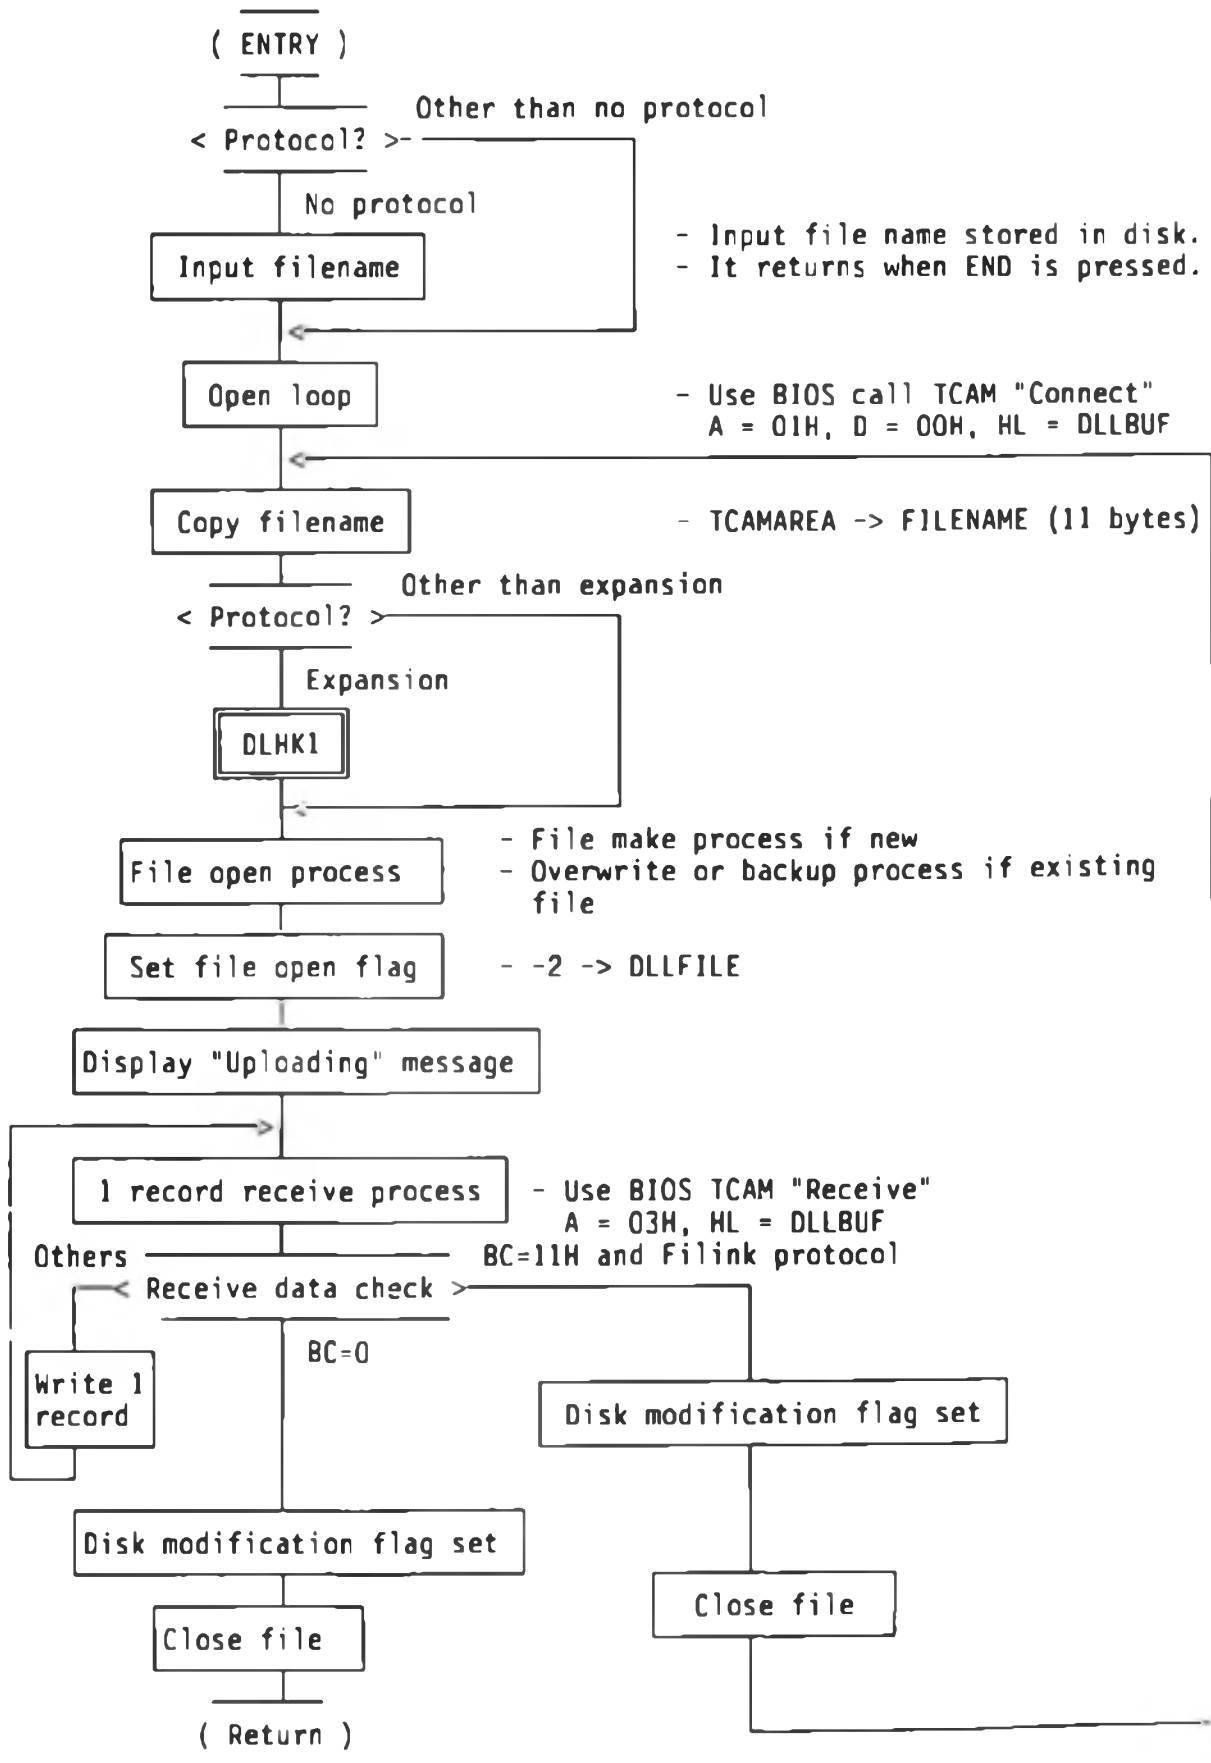 ( ENTRY )
Other than no protocol
< Protocol? >
No protocol
Input filename
- Input file name stored in disk.
- It returns when END is pressed.
Open loop
- Use BIOS call TCAM "Connect"
A = 01H, D = 00H, HL = DLLBUF
Copy filename
- TCAMAREA -> FILENAME (11 bytes)
Other than expansion
< Protocol? >
Expansion
DLHK1
File open process
- File make process if new
- Overwrite or backup process if existing
file
Set file open flag
- -2 -> DLLFILE
Display "Uploading" message
1 record receive process
- Use BIOS TCAM "Receive"
A = 03H, HL = DLLBUF
Others
BC=11H and Filink protocol
< Receive data check >
BC=0
Write 1
record
Disk modification flag set
Disk modification flag set
Close file
Close file
( Return )